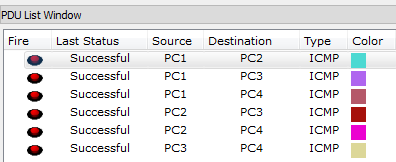 PDU List Window
Fire Last Status Source Destination Type Color
Successful PC1 PC2 ICMP
Successful PC1 PC3 ICMP
Successful PC1 PC4 ICMP
Successful PC2 PC3 ICMP
Successful PC2 PC4 ICMP
Successful PC3 PC4 ICMP